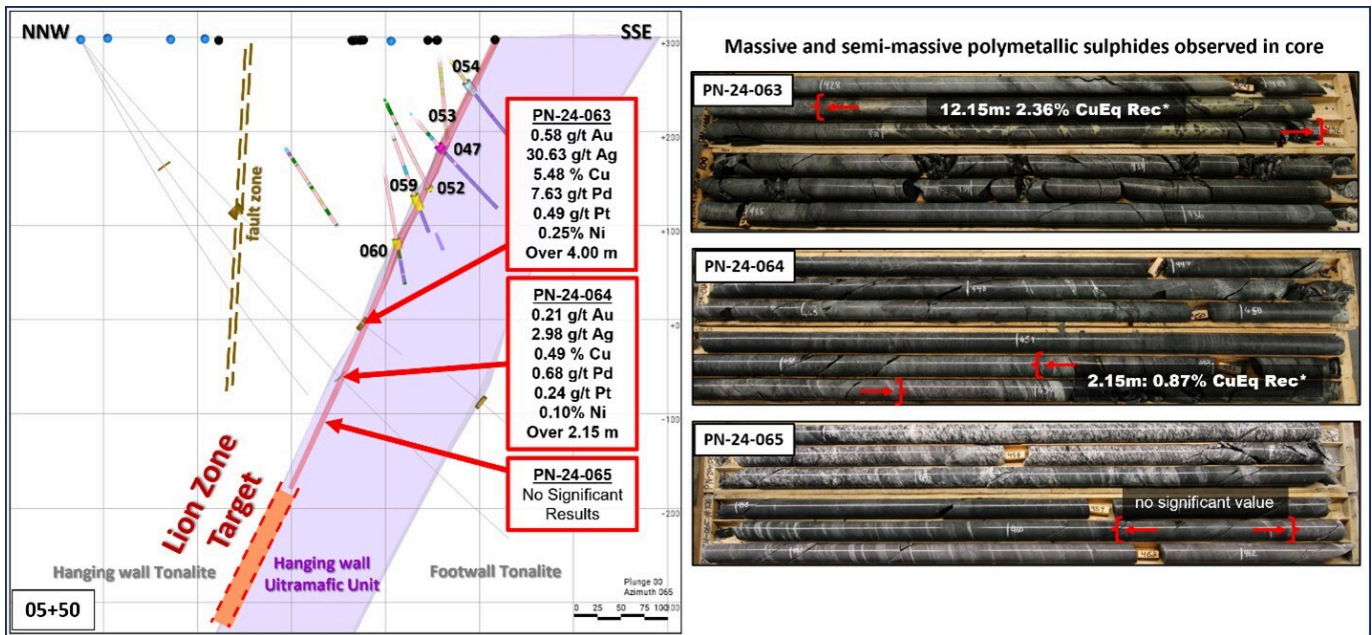 NNW
SSE
+300
+200
+100
+0
-100
-200
054
053
047
059
052
060
fault zone
PN-24-063
0.58 g/t Au
30.63 g/t Ag
5.48 % Cu
7.63 g/t Pd
0.49 g/t Pt
0.25% Ni
Over 4.00 m
PN-24-064
0.21 g/t Au
2.98 g/t Ag
0.49 % Cu
0.68 g/t Pd
0.24 g/t Pt
0.10% Ni
Over 2.15 m
PN-24-065
No Significant
Results
Lion Zone
Target
Hanging wall Tonalite
Hanging wall
Uitramafic Unit
Footwall Tonalite
Plunge 00
Azimuth 065
0 25 50 75 100
05+50
Massive and semi-massive polymetallic sulphides observed in core
PN-24-063
428
12.15m: 2.36% CuEq Rec*
PN-24-064
2.15m: 0.87% CuEq Rec*
PN-24-065
no significant value